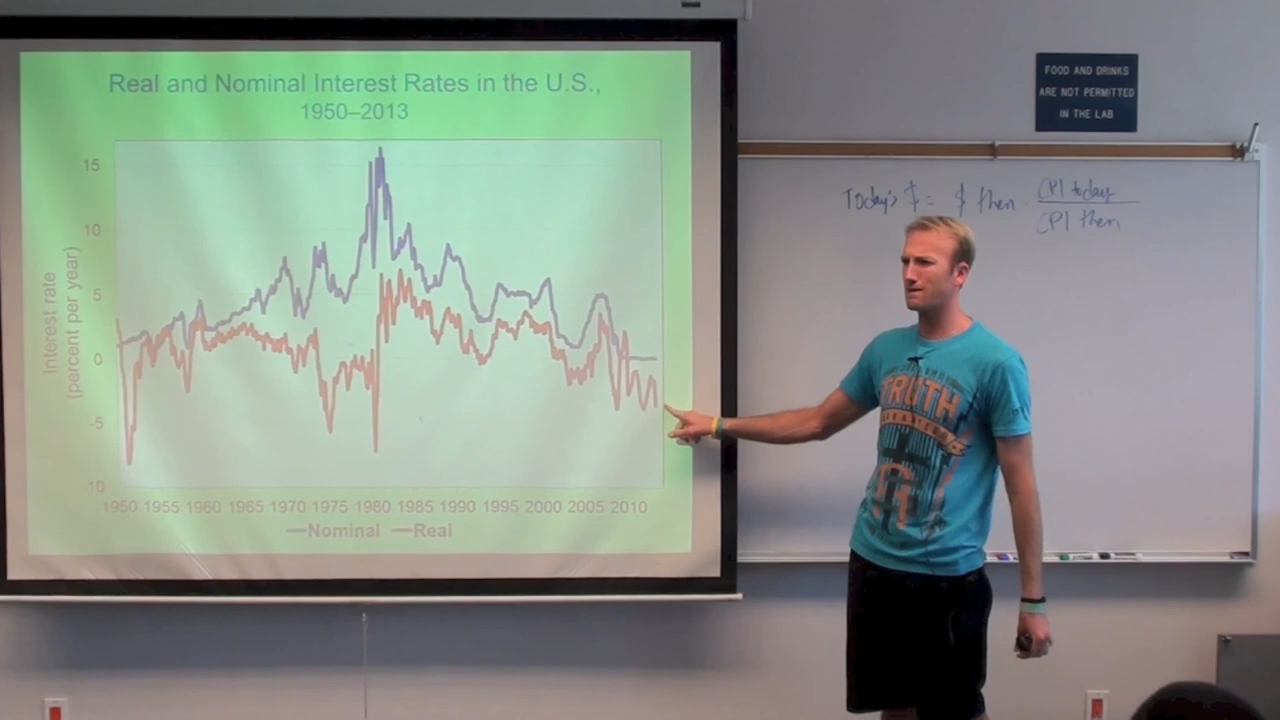 Real and Nominal Interest Rates in the U.S.,
1950–2013
Interest rate
(percent per year)
15
10
5
0
-5
10
1950 1955 1960 1965 1970 1975 1980 1985 1990 1995 2000 2005 2010
Nominal Real
FOOD AND DRINKS
ARE NOT PERMITTED
IN THE LAB
Today's $ = $ then · CPI today
CPI then
TRUTH